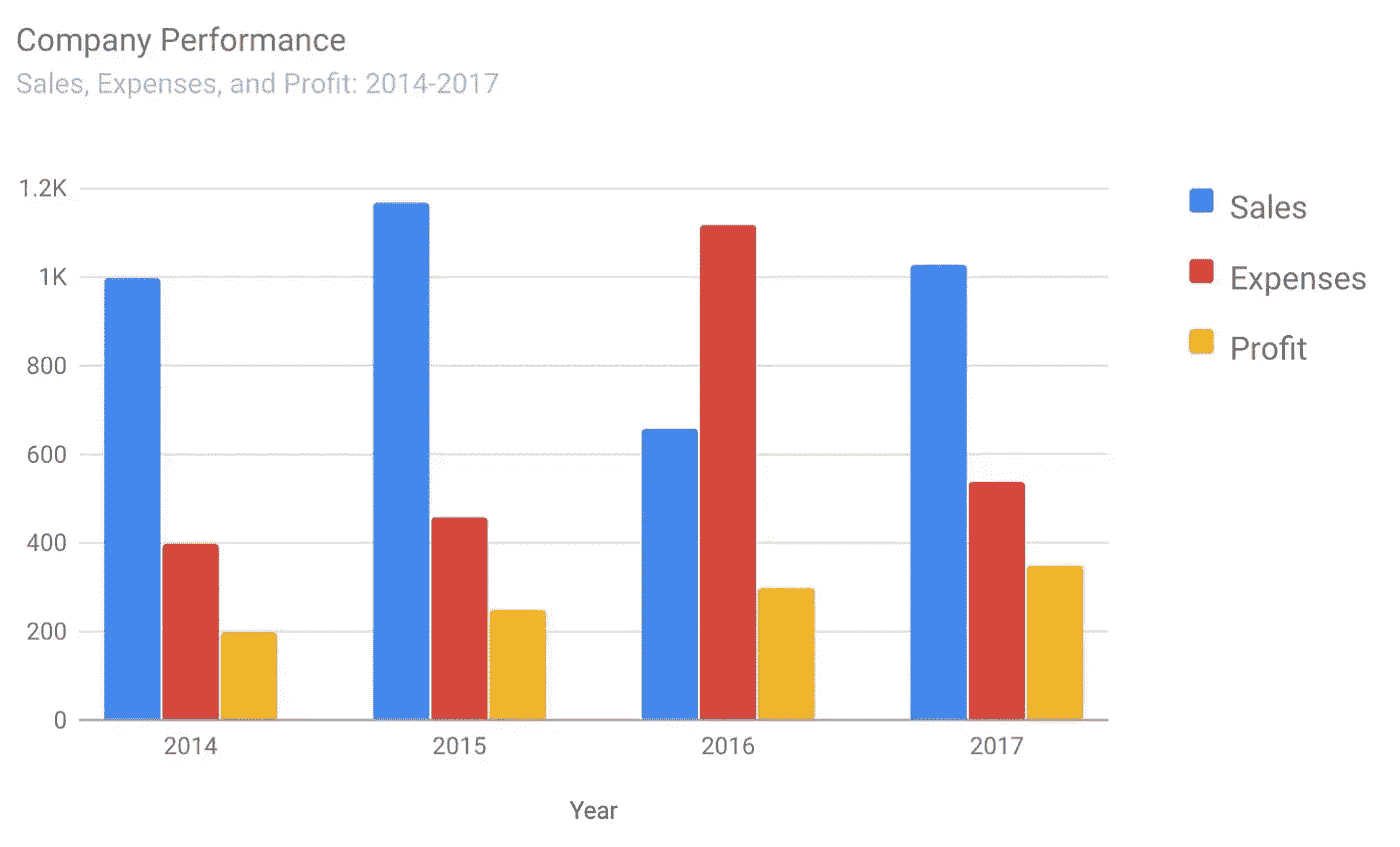 Company Performance
Sales, Expenses, and Profit: 2014-2017
1.2K
1K
800
600
400
200
0
2014 2015 2016 2017
Year
Sales
Expenses
Profit